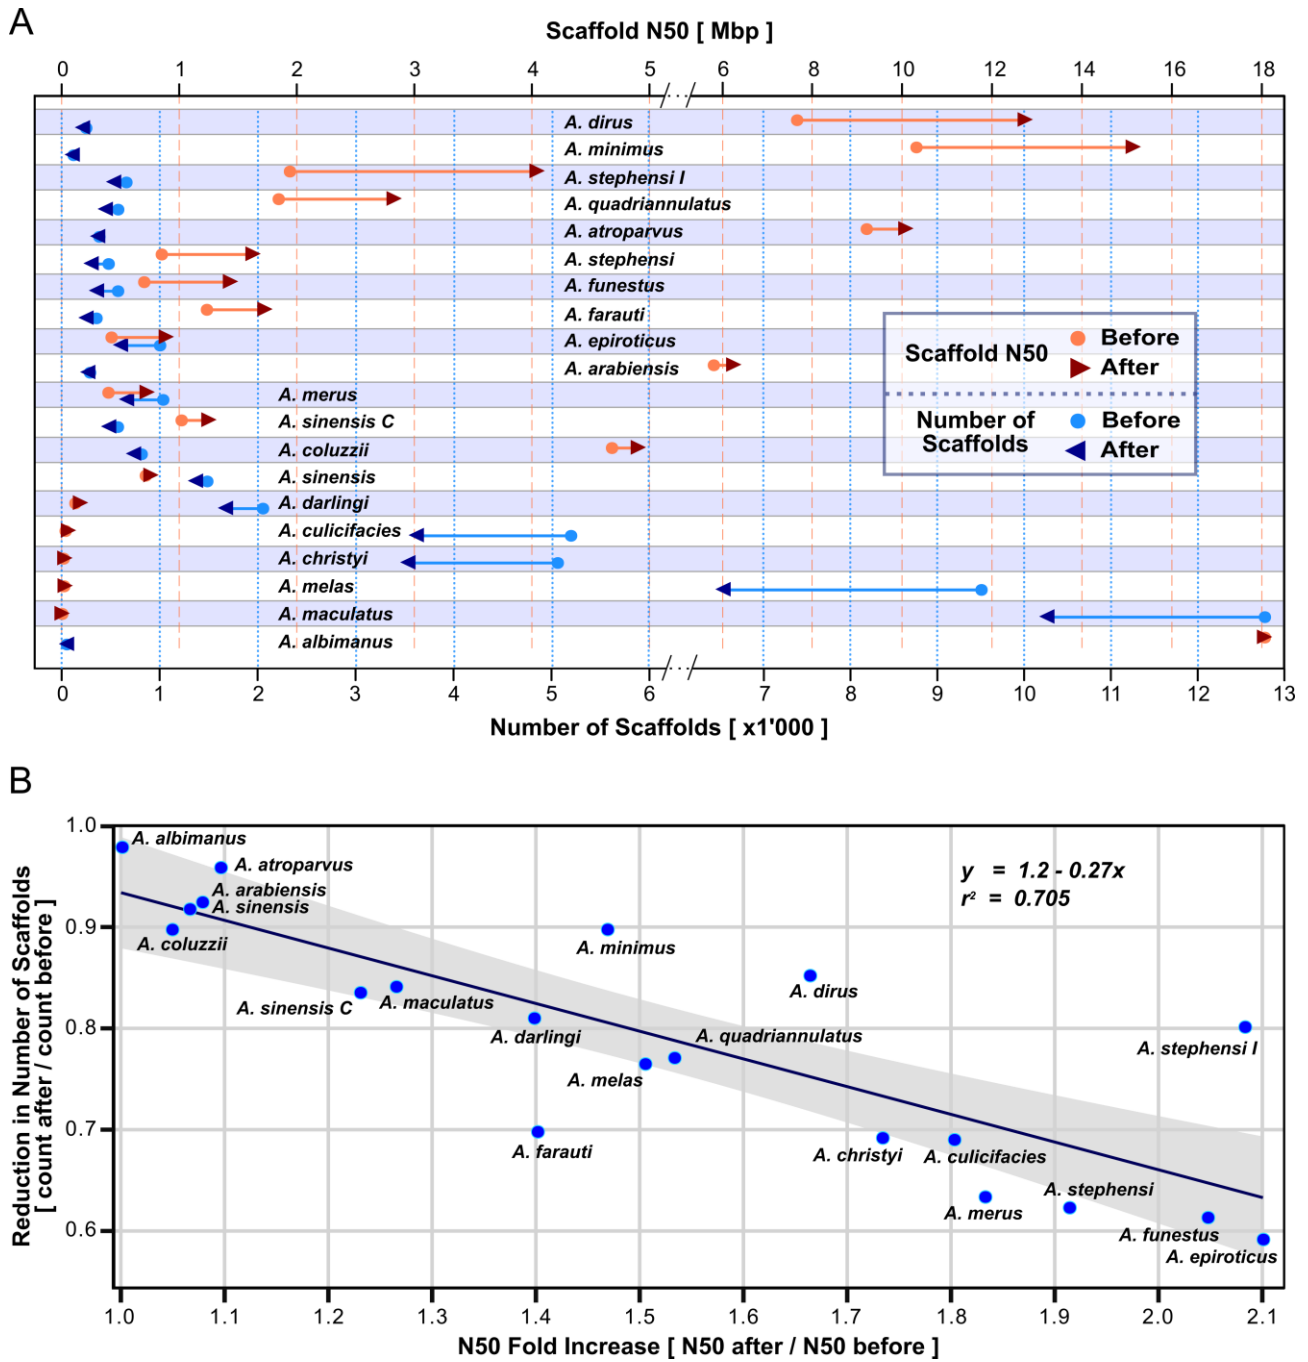 A
Scaffold N50 [ Mbp ]
0 1 2 3 4 5 6 8 10 12 14 16 18
A. dirus
A. minimus
A. stephensi I
A. quadriannulatus
A. atroparvus
A. stephensi
A. funestus
A. farauti
A. epiroticus
A. arabiensis
A. merus
A. sinensis C
A. coluzzii
A. sinensis
A. darlingi
A. culicifacies
A. christyi
A. melas
A. maculatus
A. albimanus
Scaffold N50
Before
After
Number of
Scaffolds
Before
After
0 1 2 3 4 5 6 7 8 9 10 11 12 13
Number of Scaffolds [ x1'000 ]
B
Reduction in Number of Scaffolds
[ count after / count before ]
1.0
0.9
0.8
0.7
0.6
y = 1.2 - 0.27x
r² = 0.705
A. albimanus
A. atroparvus
A. arabiensis
A. sinensis
A. coluzzii
A. minimus
A. dirus
A. sinensis C
A. maculatus
A. darlingi
A. quadriannulatus
A. stephensi I
A. melas
A. farauti
A. christyi
A. culicifacies
A. stephensi
A. merus
A. funestus
A. epiroticus
1.0 1.1 1.2 1.3 1.4 1.5 1.6 1.7 1.8 1.9 2.0 2.1
N50 Fold Increase [ N50 after / N50 before ]